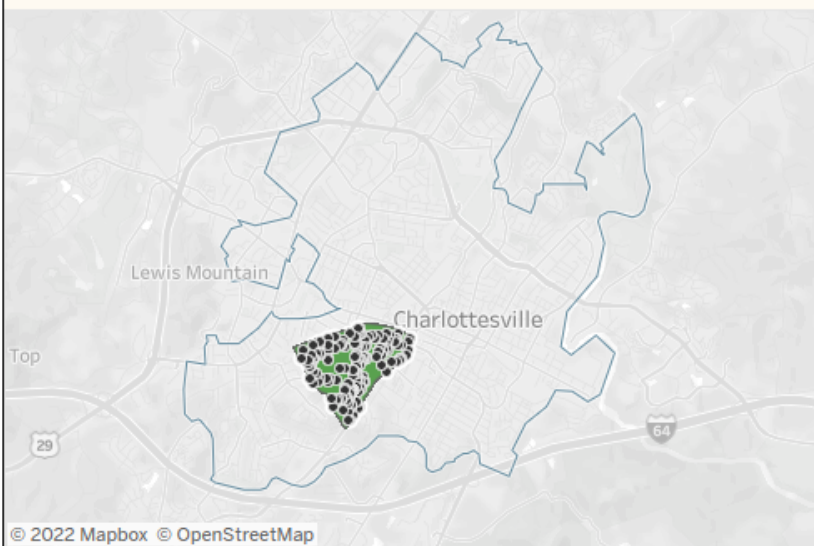 Lewis Mountain
Charlottesville
Top
64
29
© 2022 Mapbox © OpenStreetMap